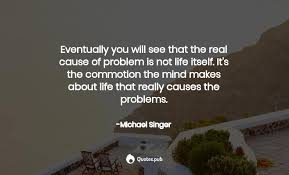 Eventually you will see that the real
cause of problem is not life itself. It's
the commotion the mind makes
about life that really causes the
problems.
-Michael Singer
Quotes.pub